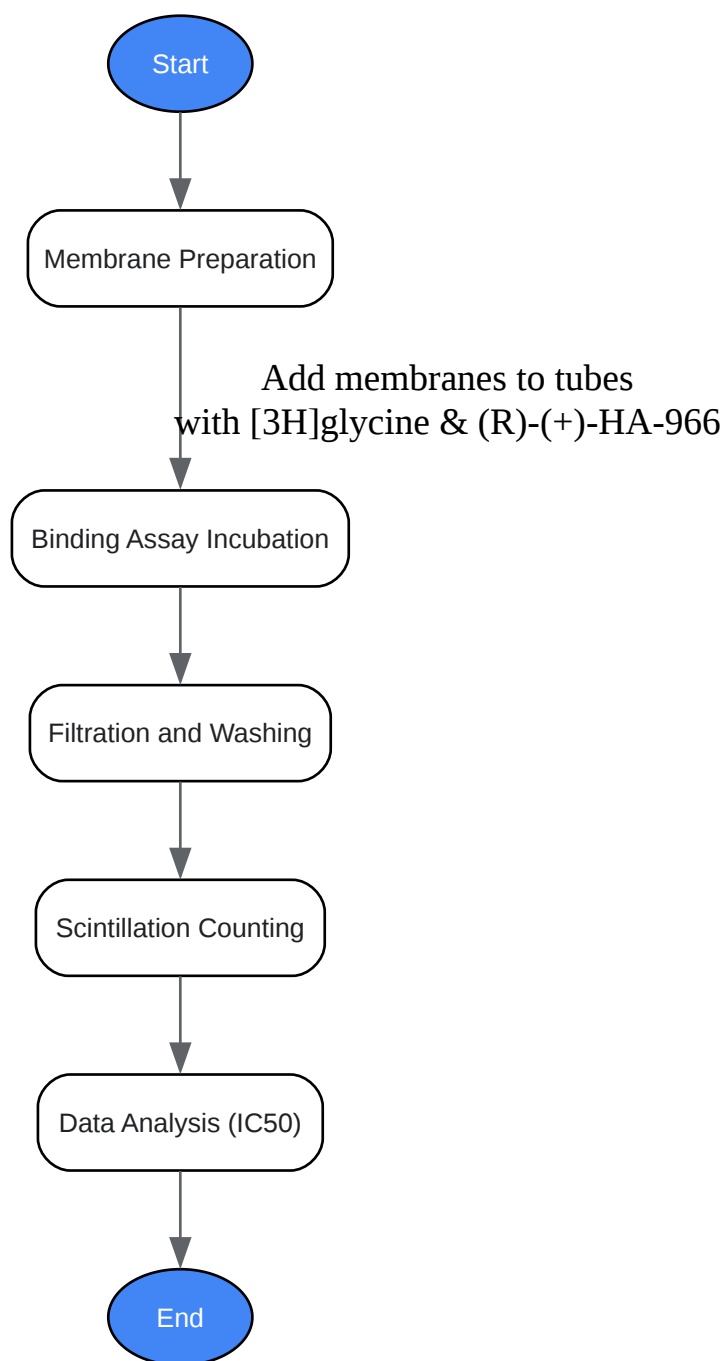 Start
Membrane Preparation
Add membranes to tubes
with [3H]glycine & (R)-(+)-HA-966
Binding Assay Incubation
Filtration and Washing
Scintillation Counting
Data Analysis (IC50)
End